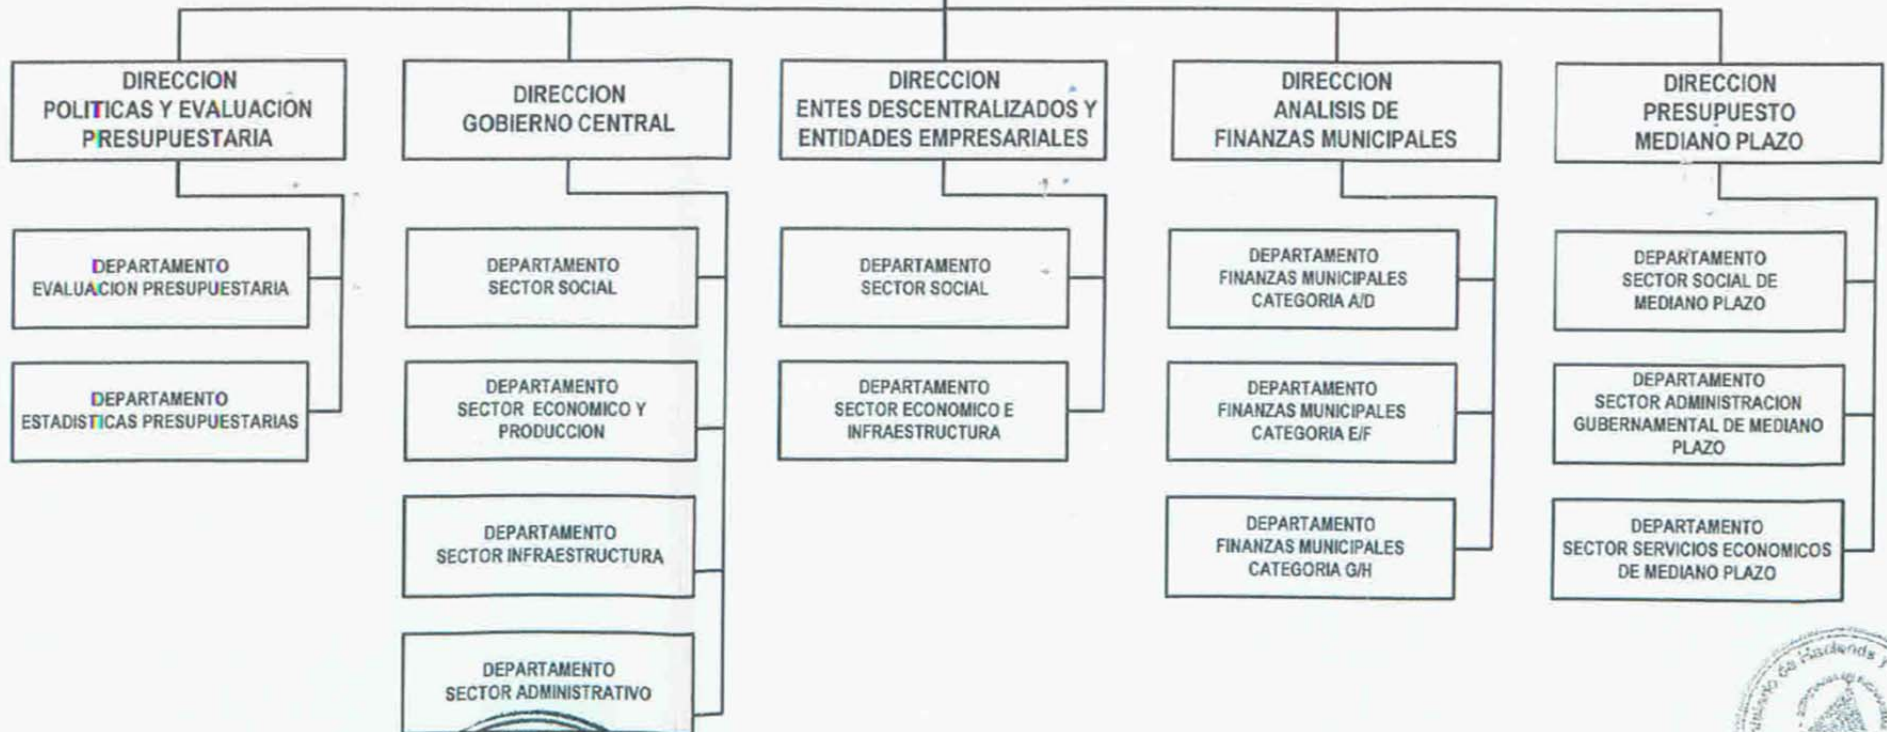 DIRECCION
POLITICAS Y EVALUACIÓN
PRESUPUESTARIA
DEPARTAMENTO
EVALUACION PRESUPUESTARIA
DEPARTAMENTO
ESTADISTICAS PRESUPUESTARIAS
DIRECCION
GOBIERNO CENTRAL
DEPARTAMENTO
SECTOR SOCIAL
DEPARTAMENTO
SECTOR ECONOMICO Y
PRODUCCION
DEPARTAMENTO
SECTOR INFRAESTRUCTURA
DEPARTAMENTO
SECTOR ADMINISTRATIVO
DIRECCION
ENTES DESCENTRALIZADOS Y
ENTIDADES EMPRESARIALES
DEPARTAMENTO
SECTOR SOCIAL
DEPARTAMENTO
SECTOR ECONOMICO E
INFRAESTRUCTURA
DIRECCION
ANALISIS DE
FINANZAS MUNICIPALES
DEPARTAMENTO
FINANZAS MUNICIPALES
CATEGORIA A/D
DEPARTAMENTO
FINANZAS MUNICIPALES
CATEGORIA E/F
DEPARTAMENTO
FINANZAS MUNICIPALES
CATEGORIA G/H
DIRECCION
PRESUPUESTO
MEDIANO PLAZO
DEPARTAMENTO
SECTOR SOCIAL DE
MEDIANO PLAZO
DEPARTAMENTO
SECTOR ADMINISTRACION
GUBERNAMENTAL DE MEDIANO
PLAZO
DEPARTAMENTO
SECTOR SERVICIOS ECONOMICOS
DE MEDIANO PLAZO
de Hacienda y